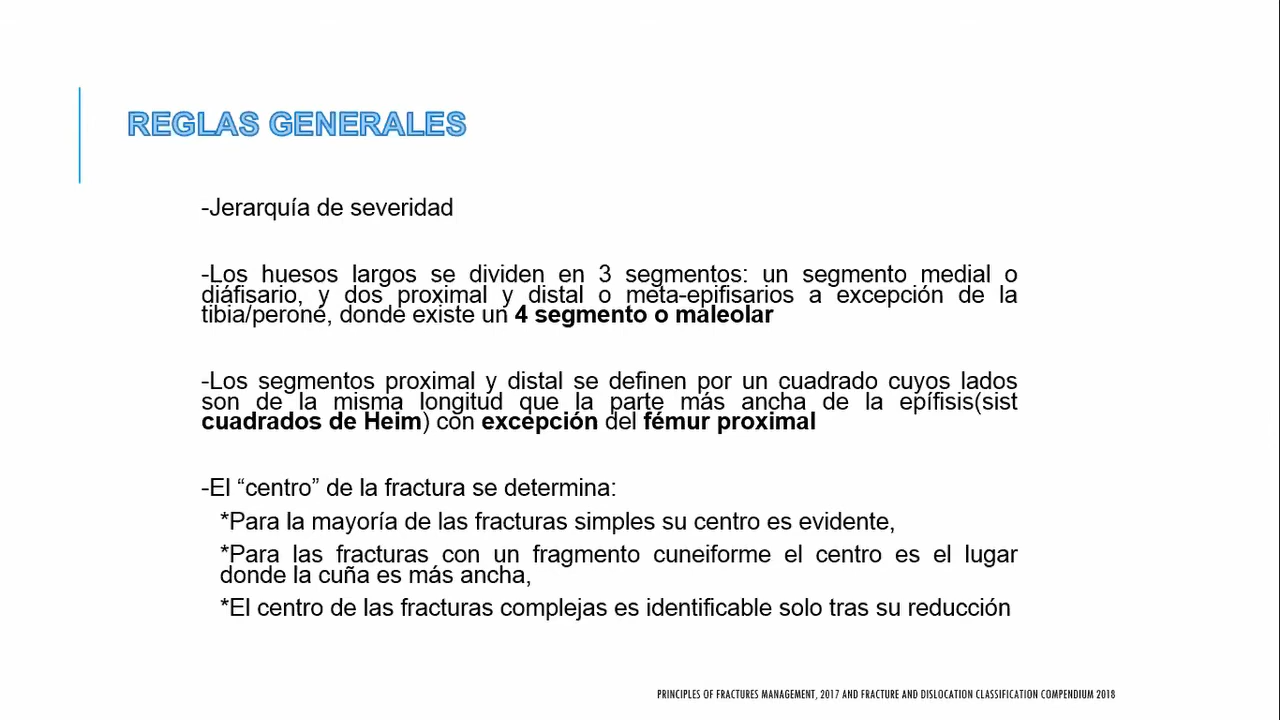 REGLAS GENERALES
-Jerarquía de severidad
-Los huesos largos se dividen en 3 segmentos: un segmento medial o
diáfisario, y dos proximal y distal o meta-epifisarios a excepción de la
tibia/peroné, donde existe un 4 segmento o maleolar
-Los segmentos proximal y distal se definen por un cuadrado cuyos lados
son de la misma longitud que la parte más ancha de la epífisis(sist
cuadrados de Heim) con excepción del fémur proximal
-El “centro” de la fractura se determina:
*Para la mayoría de las fracturas simples su centro es evidente,
*Para las fracturas con un fragmento cuneiforme el centro es el lugar
donde la cuña es más ancha,
*El centro de las fracturas complejas es identificable solo tras su reducción
PRINCIPLES OF FRACTURES MANAGEMENT, 2017 AND FRACTURE AND DISLOCATION CLASSIFICATION COMPENDIUM 2018